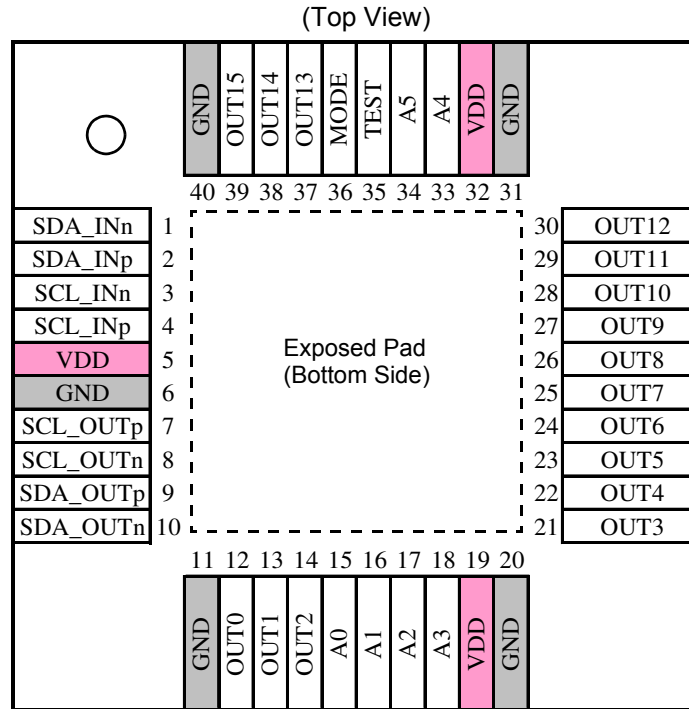 (Top View)
GND OUT15 OUT14 OUT13 MODE TEST A5 A4 VDD GND
40 39 38 37 36 35 34 33 32 31
SDA_INn 1 30 OUT12
SDA_INp 2 29 OUT11
SCL_INn 3 28 OUT10
SCL_INp 4 27 OUT9
VDD 5 26 OUT8
GND 6 25 OUT7
SCL_OUTp 7 24 OUT6
SCL_OUTn 8 23 OUT5
SDA_OUTp 9 22 OUT4
SDA_OUTn 10 21 OUT3
Exposed Pad
(Bottom Side)
11 12 13 14 15 16 17 18 19 20
GND OUT0 OUT1 OUT2 A0 A1 A2 A3 VDD GND